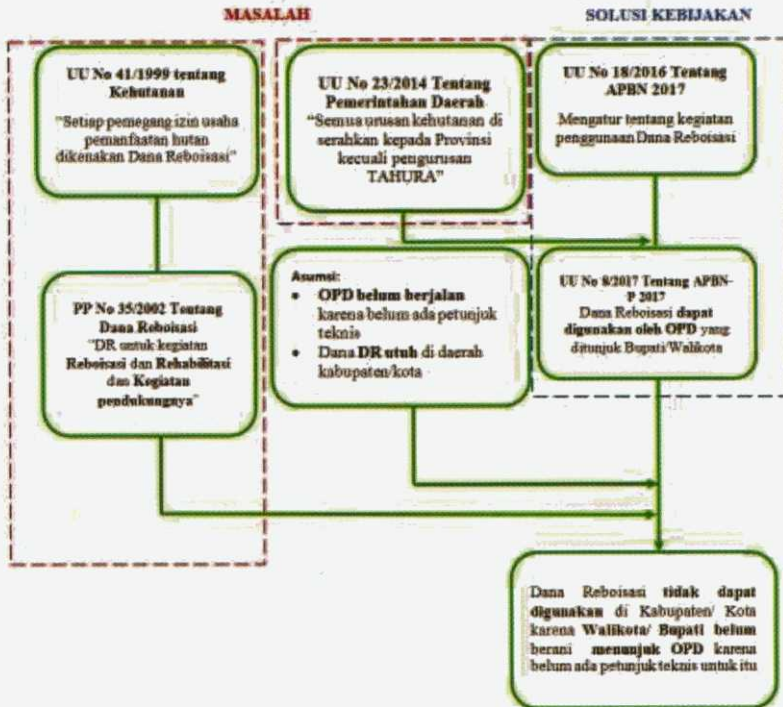 MASALAH
SOLUSI KEBIJAKAN
UU No 41/1999 tentang
Kehutanan
"Setiap pemegang izin usaha
pemanfaatan hutan
dikenakan Dana Reboisasi"
UU No 23/2014 Tentang
Pemerintahan Daerah
"Semua urusan kehutanan di
serahkan kepada Provinsi
kecuali pengurusan
TAHURA"
UU No 18/2016 Tentang
APBN 2017
Mengatur tentang kegiatan
penggunaan Dana Reboisasi
PP No 35/2002 Tentang
Dana Reboisasi
"DR untuk kegiatan
Reboisasi dan Rehabilitasi
dan Kegiatan
pendukungnya"
Asumsi:
• OPD belum berjalan
karena belum ada petunjuk
teknis
• Dana DR utuh di daerah
kabupaten/kota
UU No 8/2017 Tentang APBN-
P 2017
Dana Reboisasi dapat
digunakan oleh OPD yang
ditunjuk Bupati/Walikota
Dana Reboisasi tidak dapat
digunakan di Kabupaten/ Kota
karena Walikota/ Bupati belum
berani menunjuk OPD karena
belum ada petunjuk teknis untuk itu